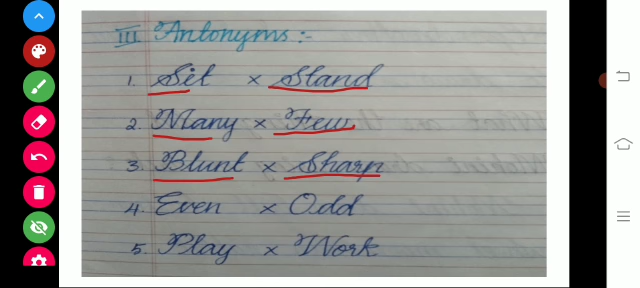 III Antonyms :-
1. Sit x Stand
2. Many x Few
3. Blunt x Sharp
4. Even x Odd
5. Play x Work